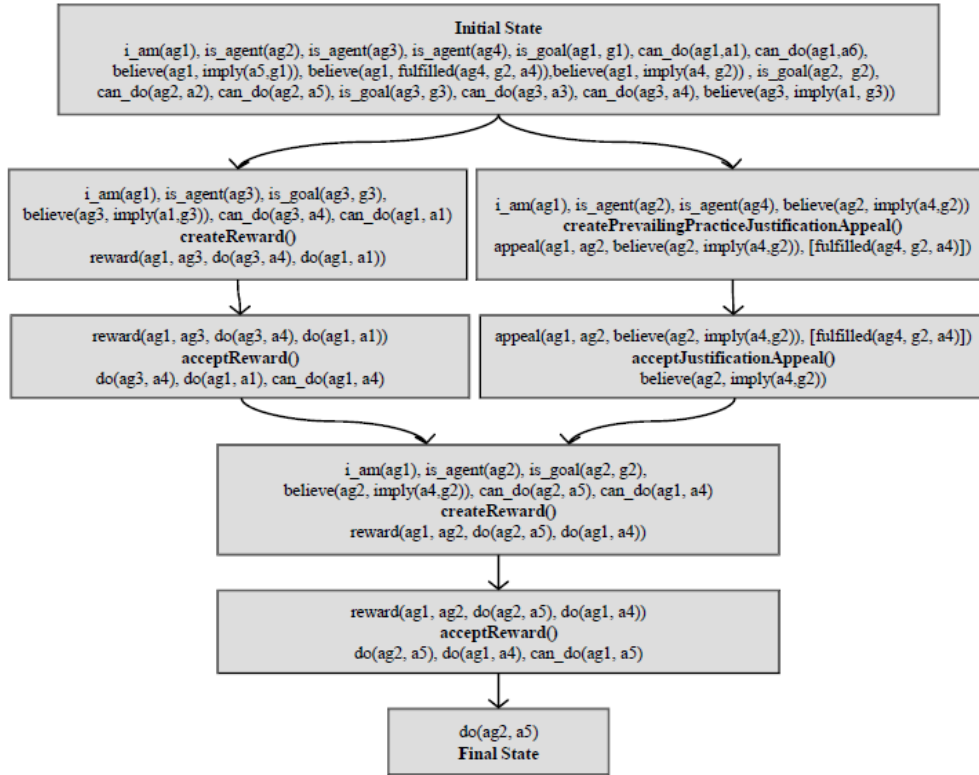 Initial State
i_am(ag1), is_agent(ag2), is_agent(ag3), is_agent(ag4), is_goal(ag1, g1), can_do(ag1,a1), can_do(ag1,a6),
believe(ag1, imply(a5,g1)), believe(ag1, fulfilled(ag4, g2, a4)),believe(ag1, imply(a4, g2)) , is_goal(ag2, g2),
can_do(ag2, a2), can_do(ag2, a5), is_goal(ag3, g3), can_do(ag3, a3), can_do(ag3, a4), believe(ag3, imply(a1, g3))
i_am(ag1), is_agent(ag3), is_goal(ag3, g3),
believe(ag3, imply(a1,g3)), can_do(ag3, a4), can_do(ag1, a1)
createReward()
reward(ag1, ag3, do(ag3, a4), do(ag1, a1))
i_am(ag1), is_agent(ag2), is_agent(ag4), believe(ag2, imply(a4,g2))
createPrevailingPracticeJustificationAppeal()
appeal(ag1, ag2, believe(ag2, imply(a4,g2)), [fulfilled(ag4, g2, a4)])
reward(ag1, ag3, do(ag3, a4), do(ag1, a1))
acceptReward()
do(ag3, a4), do(ag1, a1), can_do(ag1, a4)
appeal(ag1, ag2, believe(ag2, imply(a4,g2)), [fulfilled(ag4, g2, a4)])
acceptJustificationAppeal()
believe(ag2, imply(a4,g2))
i_am(ag1), is_agent(ag2), is_goal(ag2, g2),
believe(ag2, imply(a4,g2)), can_do(ag2, a5), can_do(ag1, a4)
createReward()
reward(ag1, ag2, do(ag2, a5), do(ag1, a4))
reward(ag1, ag2, do(ag2, a5), do(ag1, a4))
acceptReward()
do(ag2, a5), do(ag1, a4), can_do(ag1, a5)
do(ag2, a5)
Final State